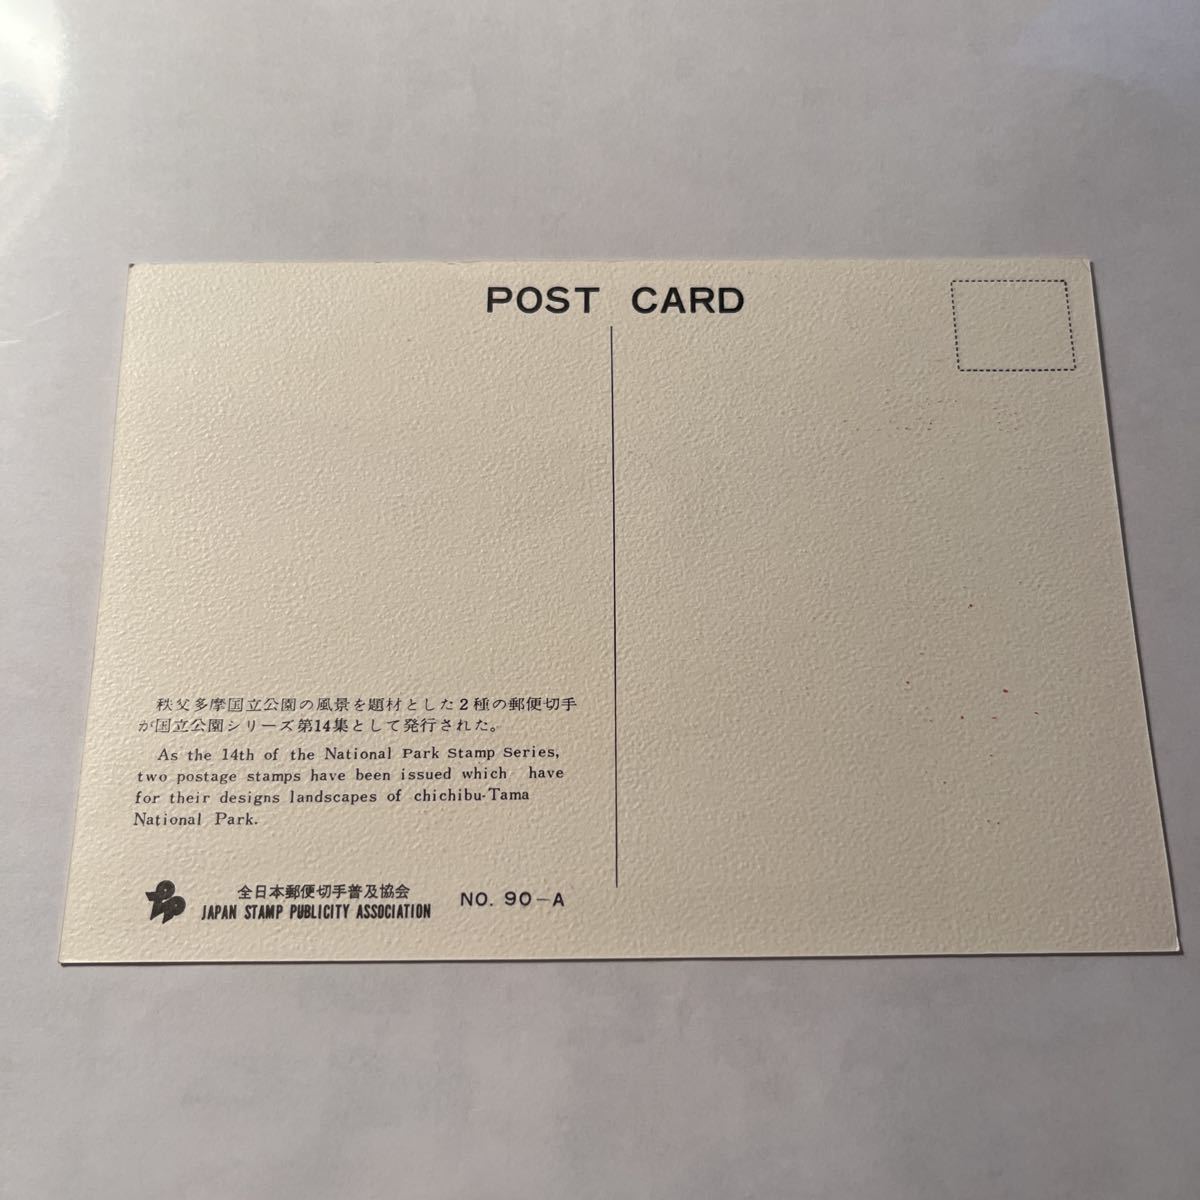 POST CARD
秩父多摩国立公園の風景を題材とした2種の郵便切手
が国立公園シリーズ第14集として発行された。
As the 14th of the National Park Stamp Series,
two postage stamps have been issued which have
for their designs landscapes of chichibu-Tama
National Park.
全日本郵便切手普及協会
JAPAN STAMP PUBLICITY ASSOCIATION
NO. 90-A